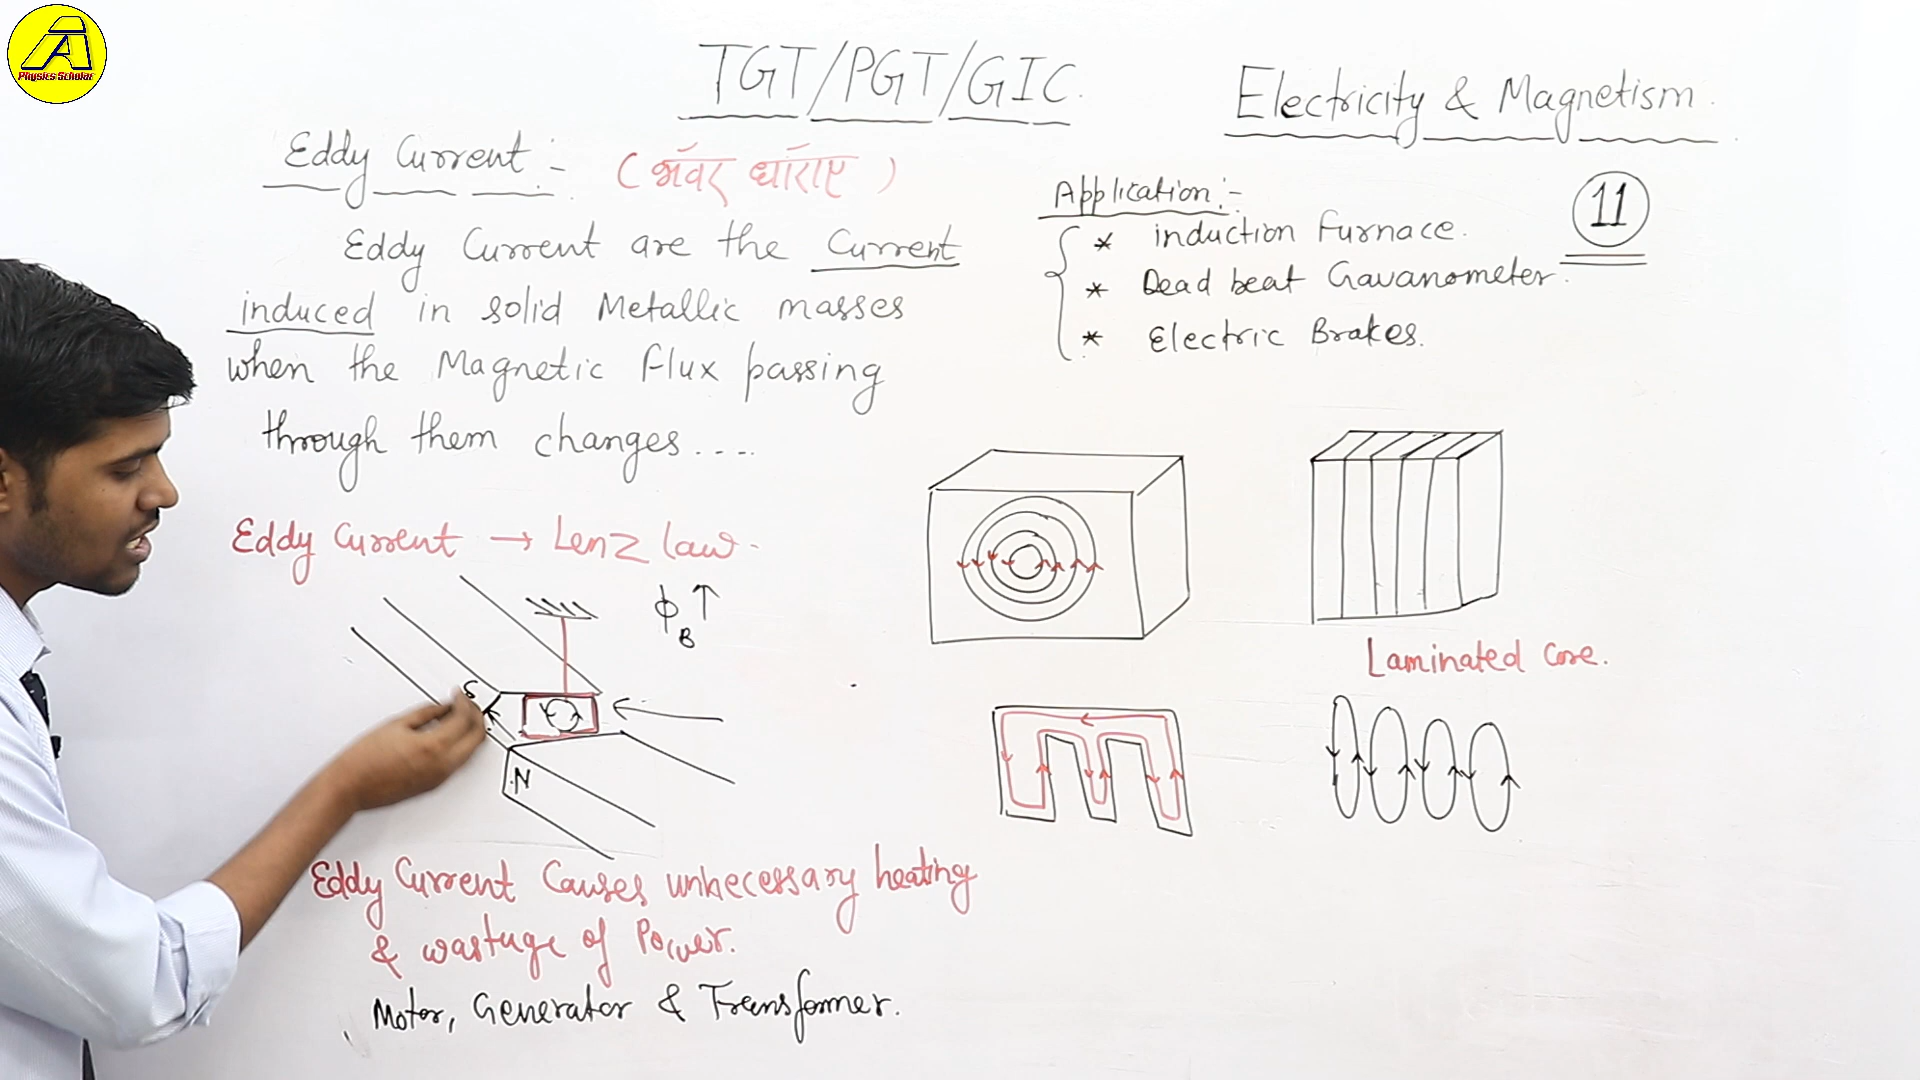 A
Physics Scholar
TGT/PGT/GIC.
Electricity & Magnetism.
11
Eddy Current :- (भॅवर धाॅराए)
Eddy Current are the Current
induced in solid Metallic masses
when the Magnetic flux passing
through them changes....
Eddy Current → Lenz law.
ϕB ↑
S
N
Eddy Current Causes unnecessary heating
& wastuge of Power.
Motor, Generator & Transformer.
Application :-
* induction Furnace.
* Dead beat Gavanometer.
* Electric Brakes.
Laminated Core.